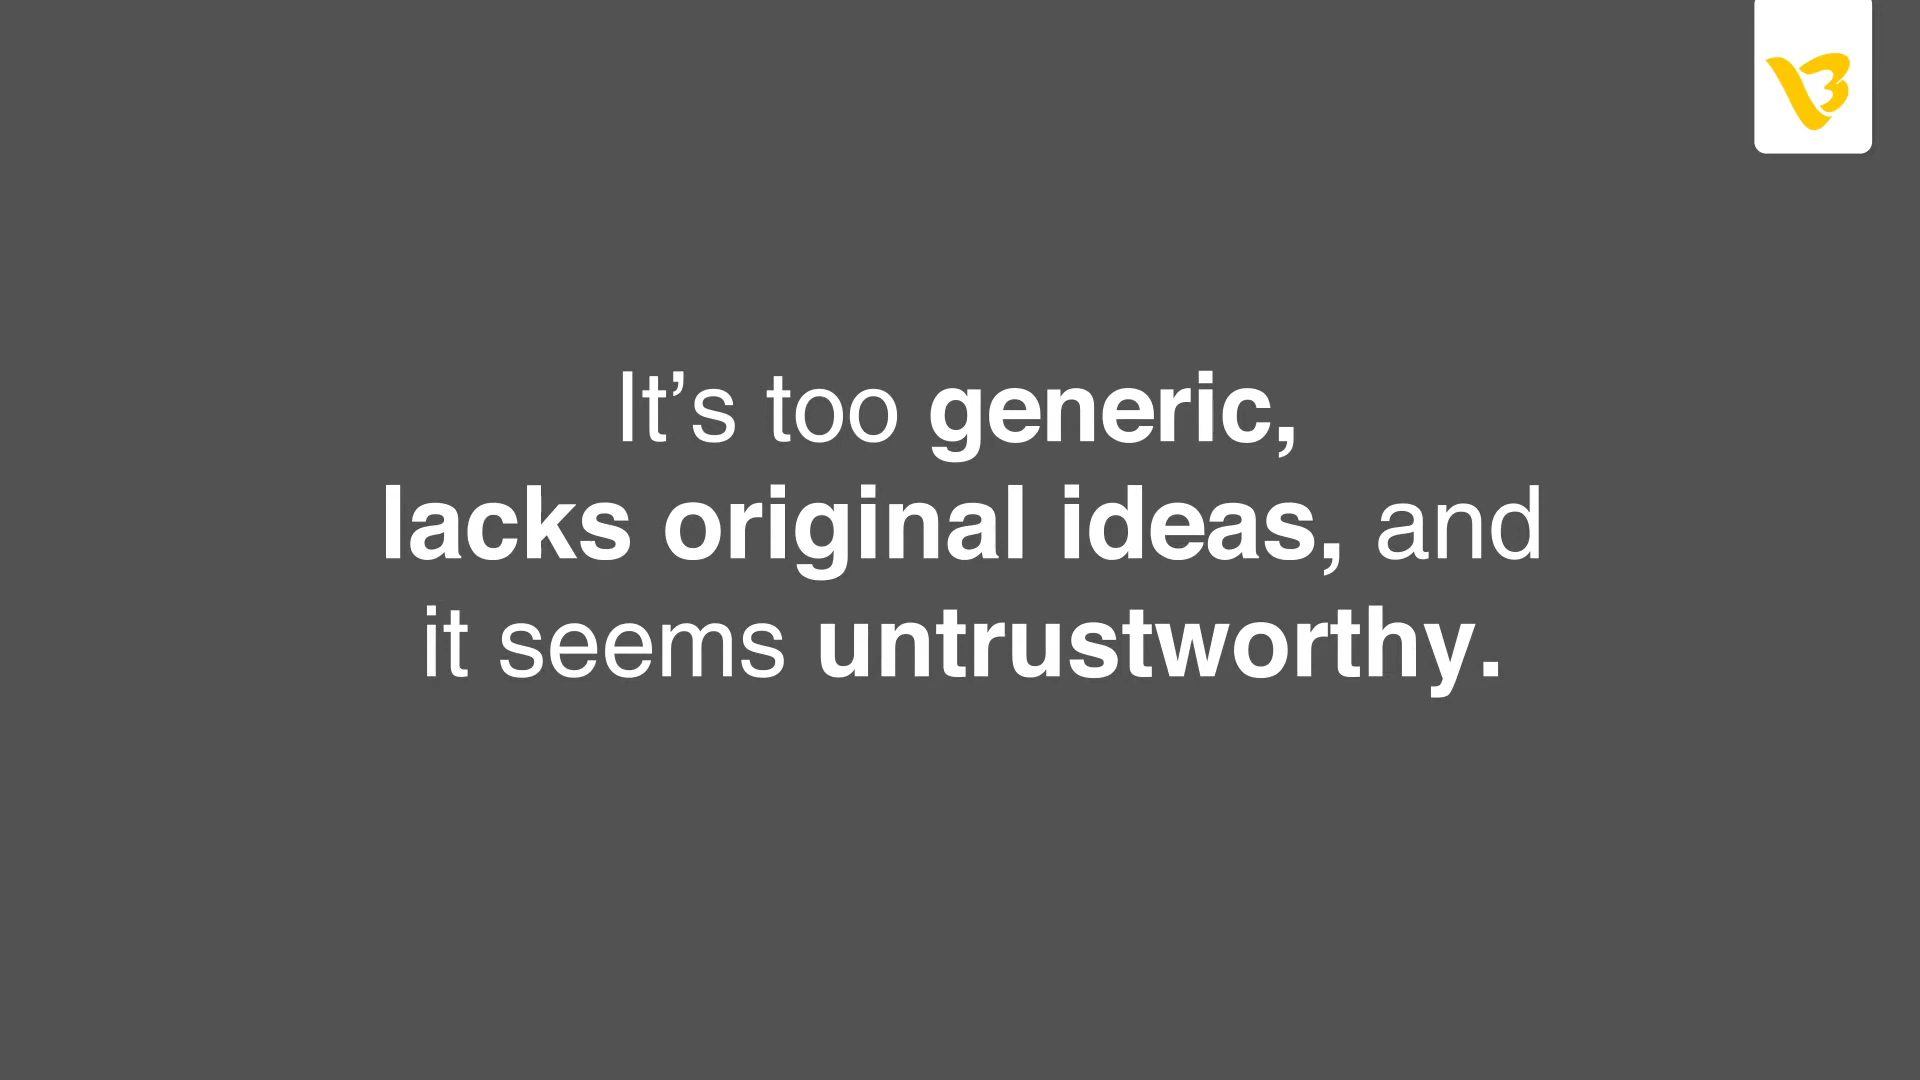 It’s too generic,
lacks original ideas, and
it seems untrustworthy.